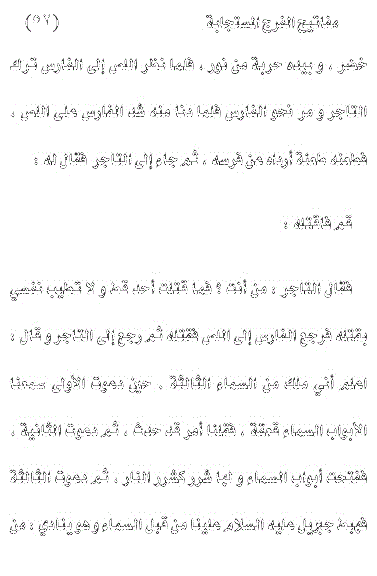 مفاتيح الفرج المستجابة (٥٧)
خضر ، و بيده حربة من نور ، فلما نظر اللص إلى الفارس ترك
التاجر و مر نحو الفارس فلما دنا منه شد الفارس على اللص ،
فطعنه طعنة أرداه عن فرسه ، ثم جاء إلى التاجر فقال له :
قم فاقتله :
فقال التاجر : من أنت ؟ فما قتلت أحد قط و لا تطيب نفسي
بقتله فرجع الفارس إلى اللص فقتله ثم رجع إلى التاجر و قال :
اعلم أني ملك من السماء الثالثة . حين دعوت الأولى سمعنا
الأبواب السماء قعقة ، فقلنا أمر قد حدث ، ثم دعوت الثانية ،
ففتحت أبواب السماء و لها شرر كشرر النار ، ثم دعوت الثالثة
فهبط جبريل عليه السلام علينا من قبل السماء و هو ينادي : من